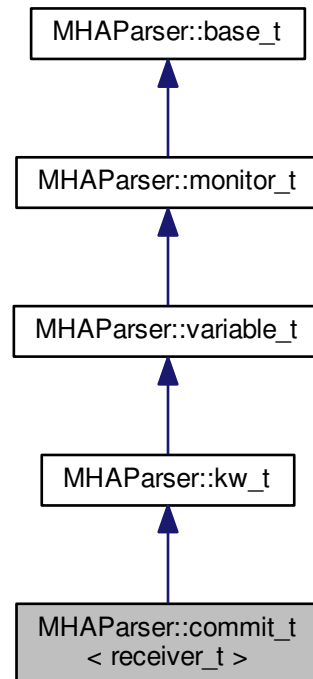 MHAParser::base_t
MHAParser::monitor_t
MHAParser::variable_t
MHAParser::kw_t
MHAParser::commit_t
< receiver_t >